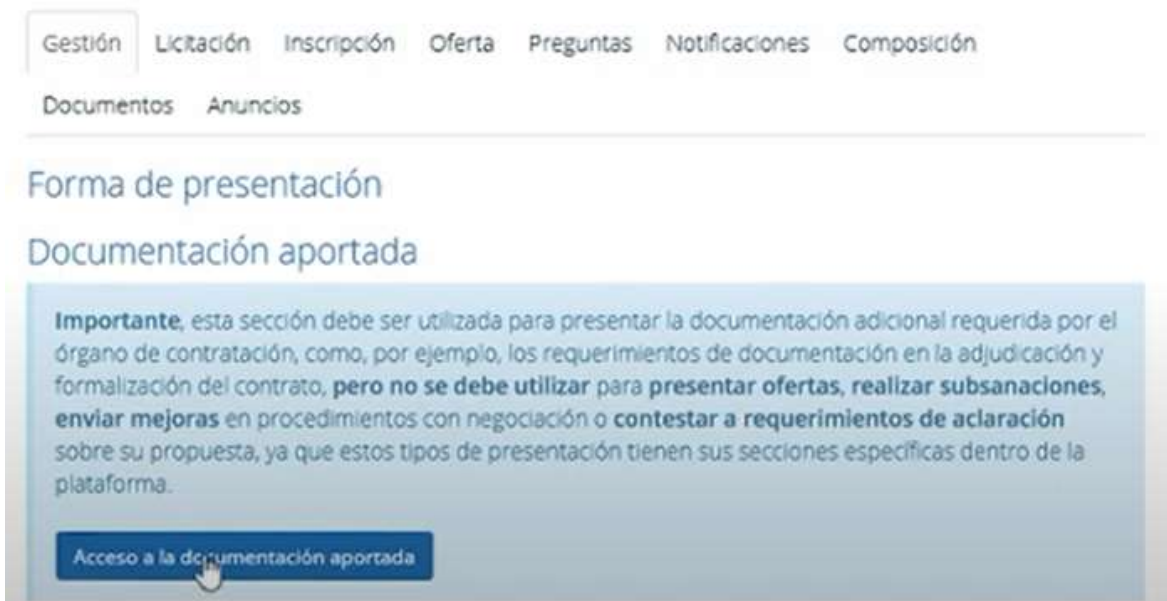 Gestión Licitación Inscripción Oferta Preguntas Notificaciones Composición
Documentos Anuncios
Forma de presentación
Documentación aportada
Importante, esta sección debe ser utilizada para presentar la documentación adicional requerida por el
órgano de contratación, como, por ejemplo, los requerimientos de documentación en la adjudicación y
formalización del contrato, pero no se debe utilizar para presentar ofertas, realizar subsanaciones,
enviar mejoras en procedimientos con negociación o contestar a requerimientos de aclaración
sobre su propuesta, ya que estos tipos de presentación tienen sus secciones específicas dentro de la
plataforma.
Acceso a la documentación aportada